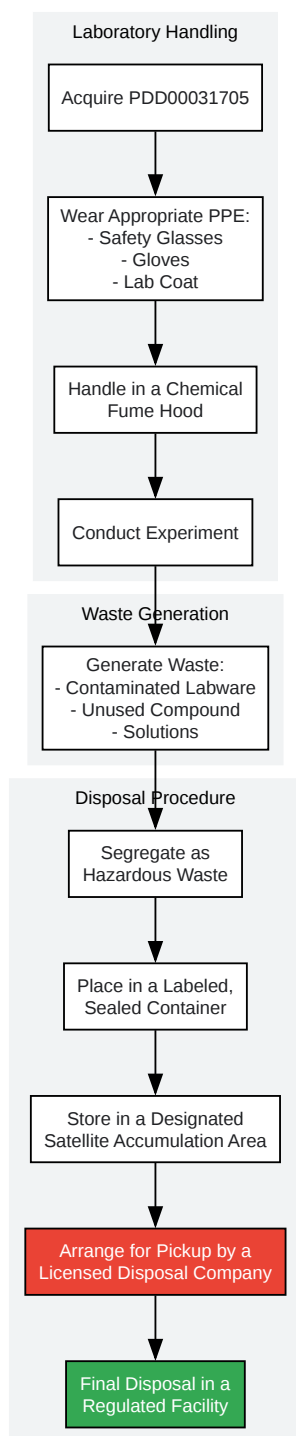 Laboratory Handling
Acquire PDD00031705
Wear Appropriate PPE:
- Safety Glasses
- Gloves
- Lab Coat
Handle in a Chemical
Fume Hood
Conduct Experiment
Waste Generation
Generate Waste:
- Contaminated Labware
- Unused Compound
- Solutions
Disposal Procedure
Segregate as
Hazardous Waste
Place in a Labeled,
Sealed Container
Store in a Designated
Satellite Accumulation Area
Arrange for Pickup by a
Licensed Disposal Company
Final Disposal in a
Regulated Facility